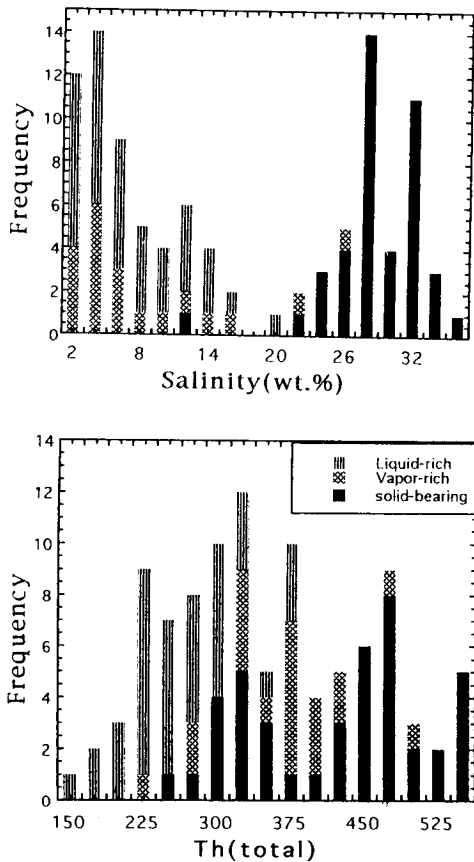 Frequency
14
12
10
8
6
4
2
0
2 8 14 20 26 32
Salinity(wt.%)
Frequency
14
12
10
8
6
4
2
0
Liquid-rich
Vapor-rich
solid-bearing
150 225 300 375 450 525
Th(total)